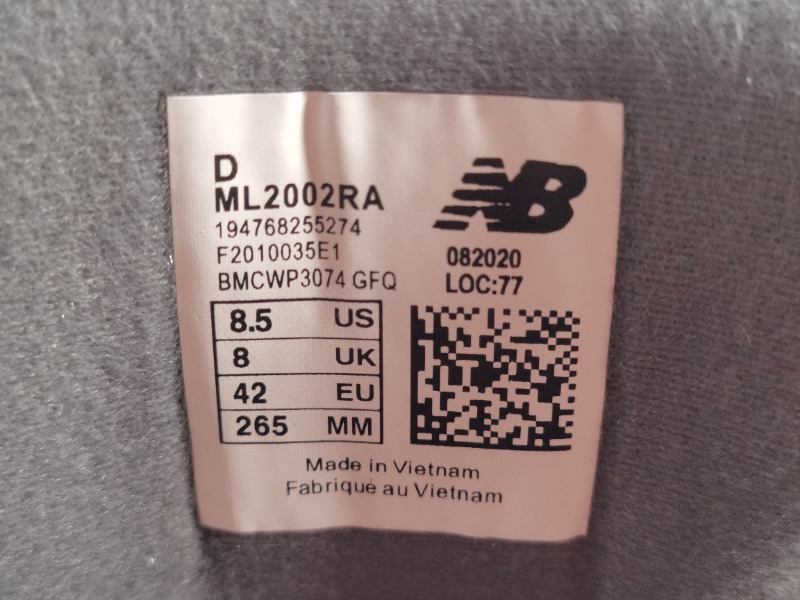 D
ML2002RA
194768255274
F2010035E1
BMCWP3074 GFQ
NB
082020
LOC:77
8.5 US
8 UK
42 EU
265 MM
Made in Vietnam
Fabriqué au Vietnam